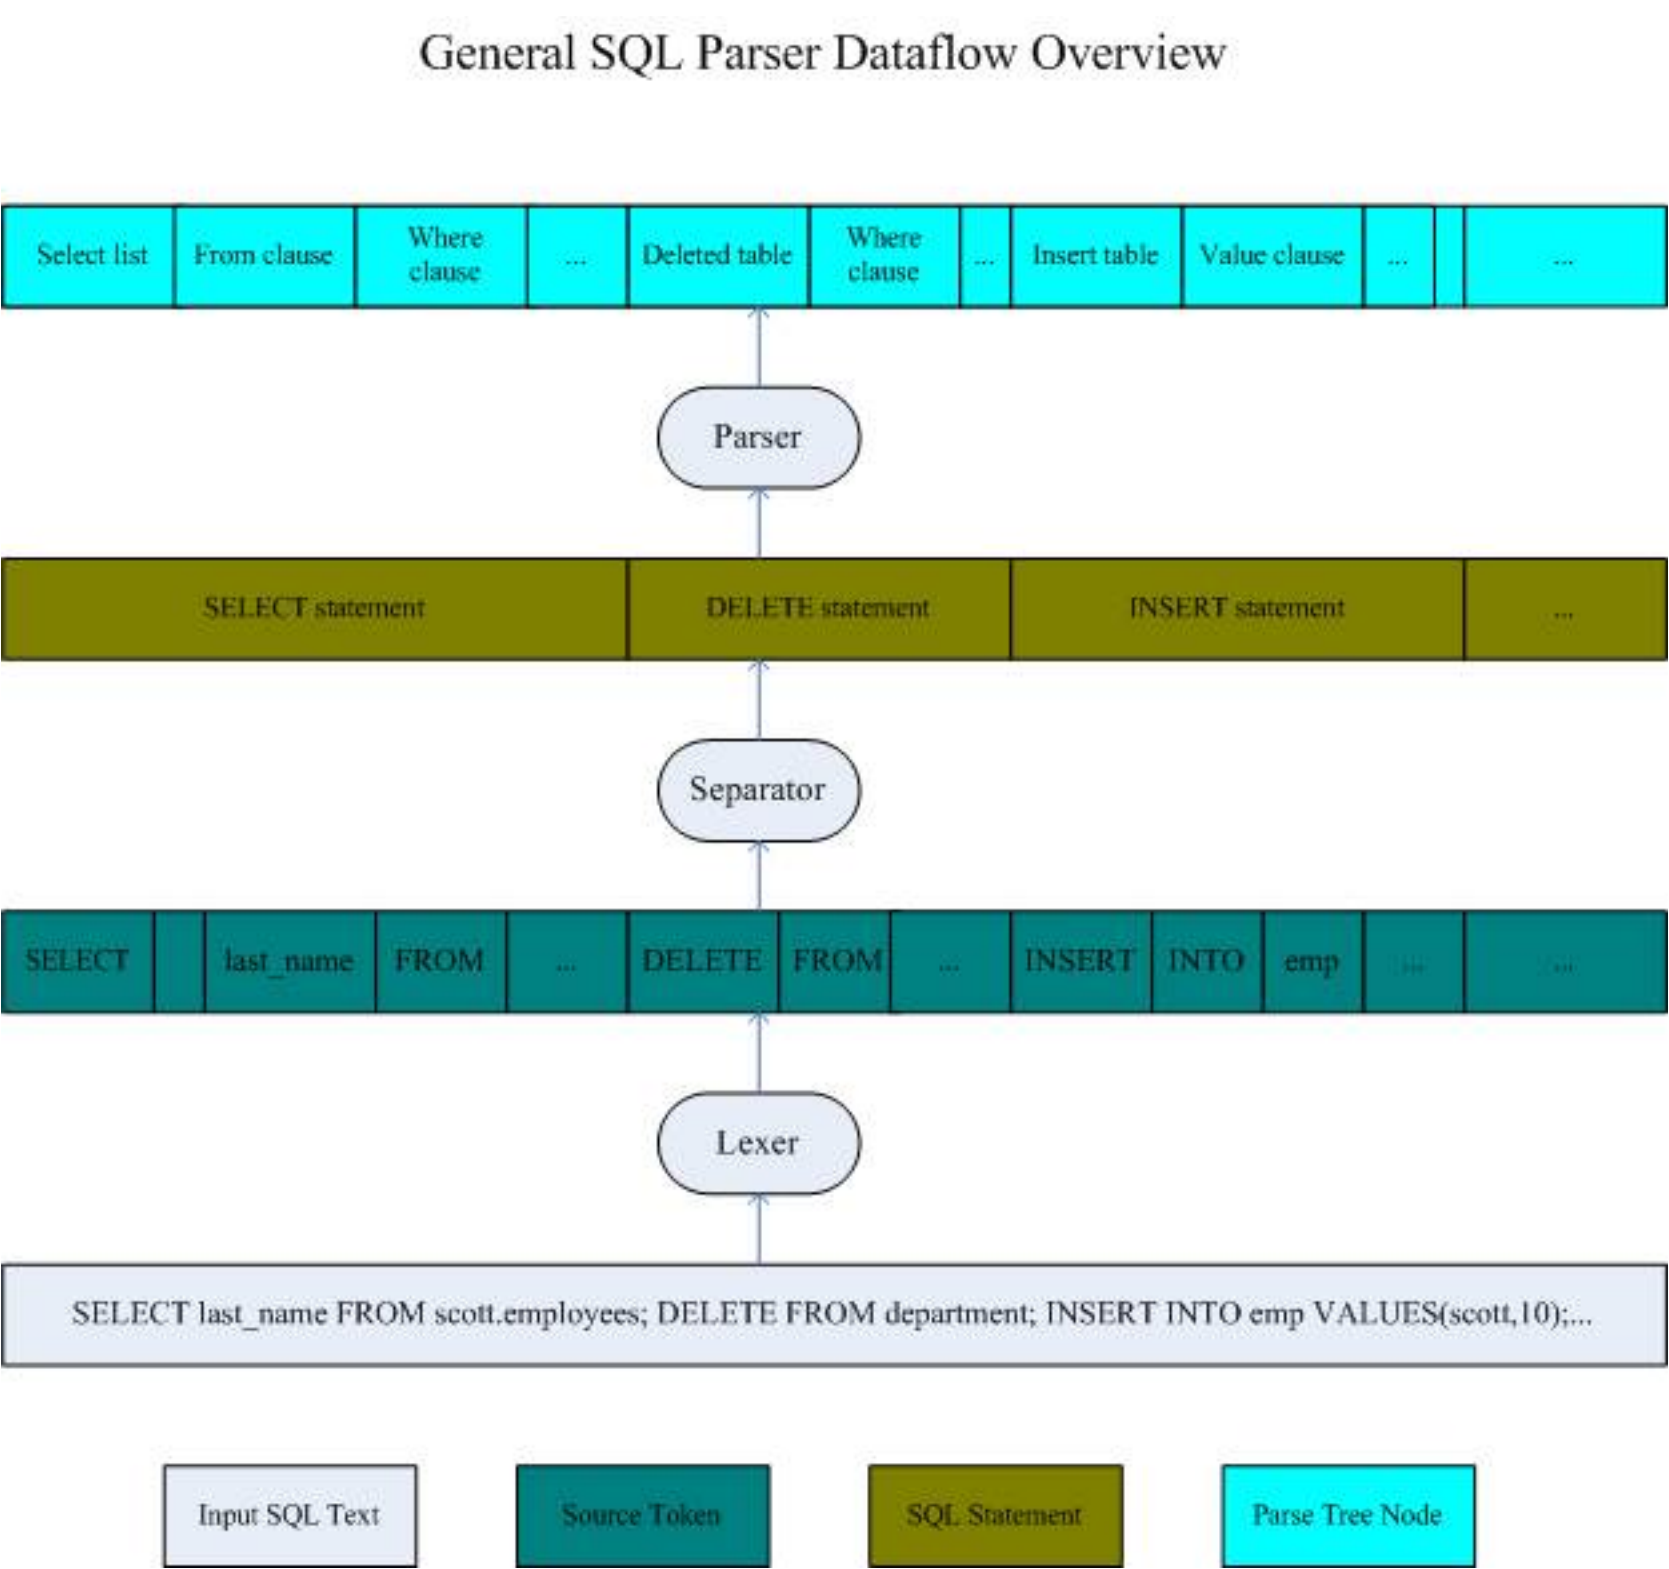 General SQL Parser Dataflow Overview
Select list From clause Where clause ... Deleted table Where clause ... Insert table Value clause ... ...
Parser
SELECT statement DELETE statement INSERT statement ...
Separator
SELECT last_name FROM ... DELETE FROM ... INSERT INTO emp ... ...
Lexer
SELECT last_name FROM scott.employees; DELETE FROM department; INSERT INTO emp VALUES(scott,10);...
Input SQL Text Source Token SQL Statement Parse Tree Node